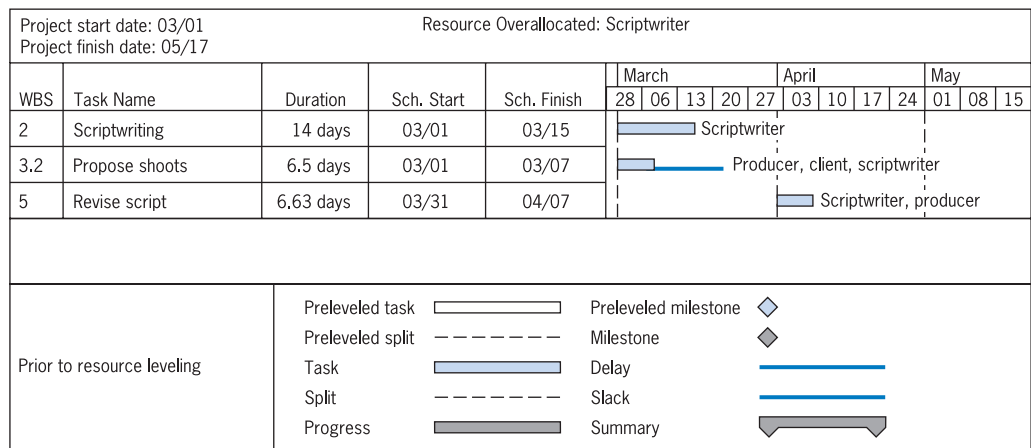 Project start date: 03/01
Project finish date: 05/17
Resource Overallocated: Scriptwriter
March April May
WBS Task Name Duration Sch. Start Sch. Finish 28 06 13 20 27 03 10 17 24 01 08 15
2 Scriptwriting 14 days 03/01 03/15 Scriptwriter
3.2 Propose shoots 6.5 days 03/01 03/07 Producer, client, scriptwriter
5 Revise script 6.63 days 03/31 04/07 Scriptwriter, producer
Prior to resource leveling
Preleveled task Preleveled milestone
Preleveled split Milestone
Task Delay
Split Slack
Progress Summary